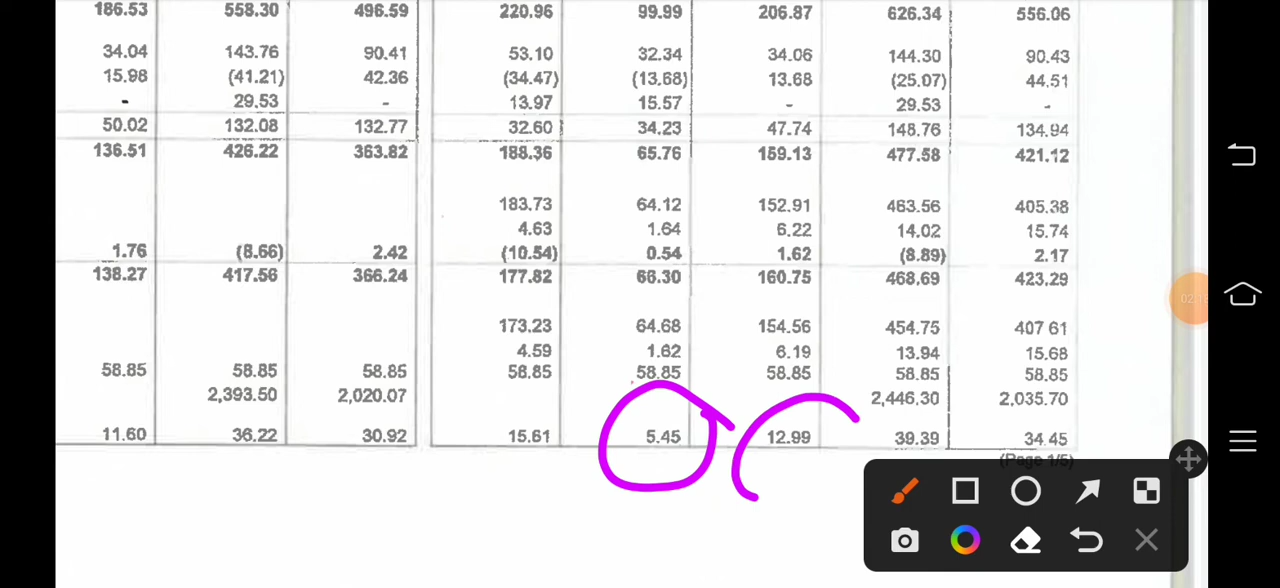 186.53 558.30 496.59 220.96 99.99 206.87 626.34 556.06
34.04 143.76 90.41 53.10 32.34 34.06 144.30 90.43
15.98 (41.21) 42.36 (34.47) (13.68) 13.68 (25.07) 44.51
- 29.53 - 13.97 15.57 - 29.53 -
50.02 132.08 132.77 32.60 34.23 47.74 148.76 134.94
136.51 426.22 363.82 188.36 65.76 159.13 477.58 421.12
183.73 64.12 152.91 463.56 405.38
4.63 1.64 6.22 14.02 15.74
1.76 (8.66) 2.42 (10.54) 0.54 1.62 (8.89) 2.17
138.27 417.56 366.24 177.82 66.30 160.75 468.69 423.29
173.23 64.68 154.56 454.75 407 61
4.59 1.62 6.19 13.94 15.68
58.85 58.85 58.85 58.85 58.85 58.85 58.85 58.85
2,393.50 2,020.07 2,446.30 2,035.70
11.60 36.22 30.92 15.61 5.45 12.99 39.39 34.45
(Page 1/5)